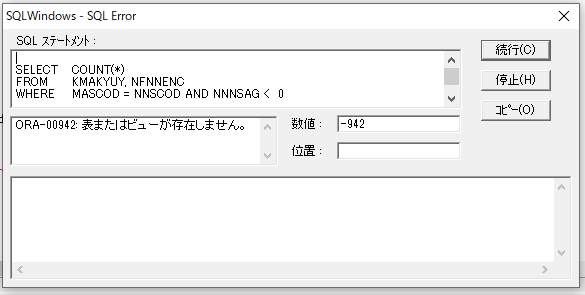 SQLWindows - SQL Error
SQL ステートメント :
続行(C)
SELECT COUNT(*)
FROM KMAKYUY, NFNNENC
WHERE MASCOD = NNSCOD AND NNNSAG < 0
停止(H)
コピー(O)
ORA-00942: 表またはビューが存在しません。
数値 :
-942
位置 :